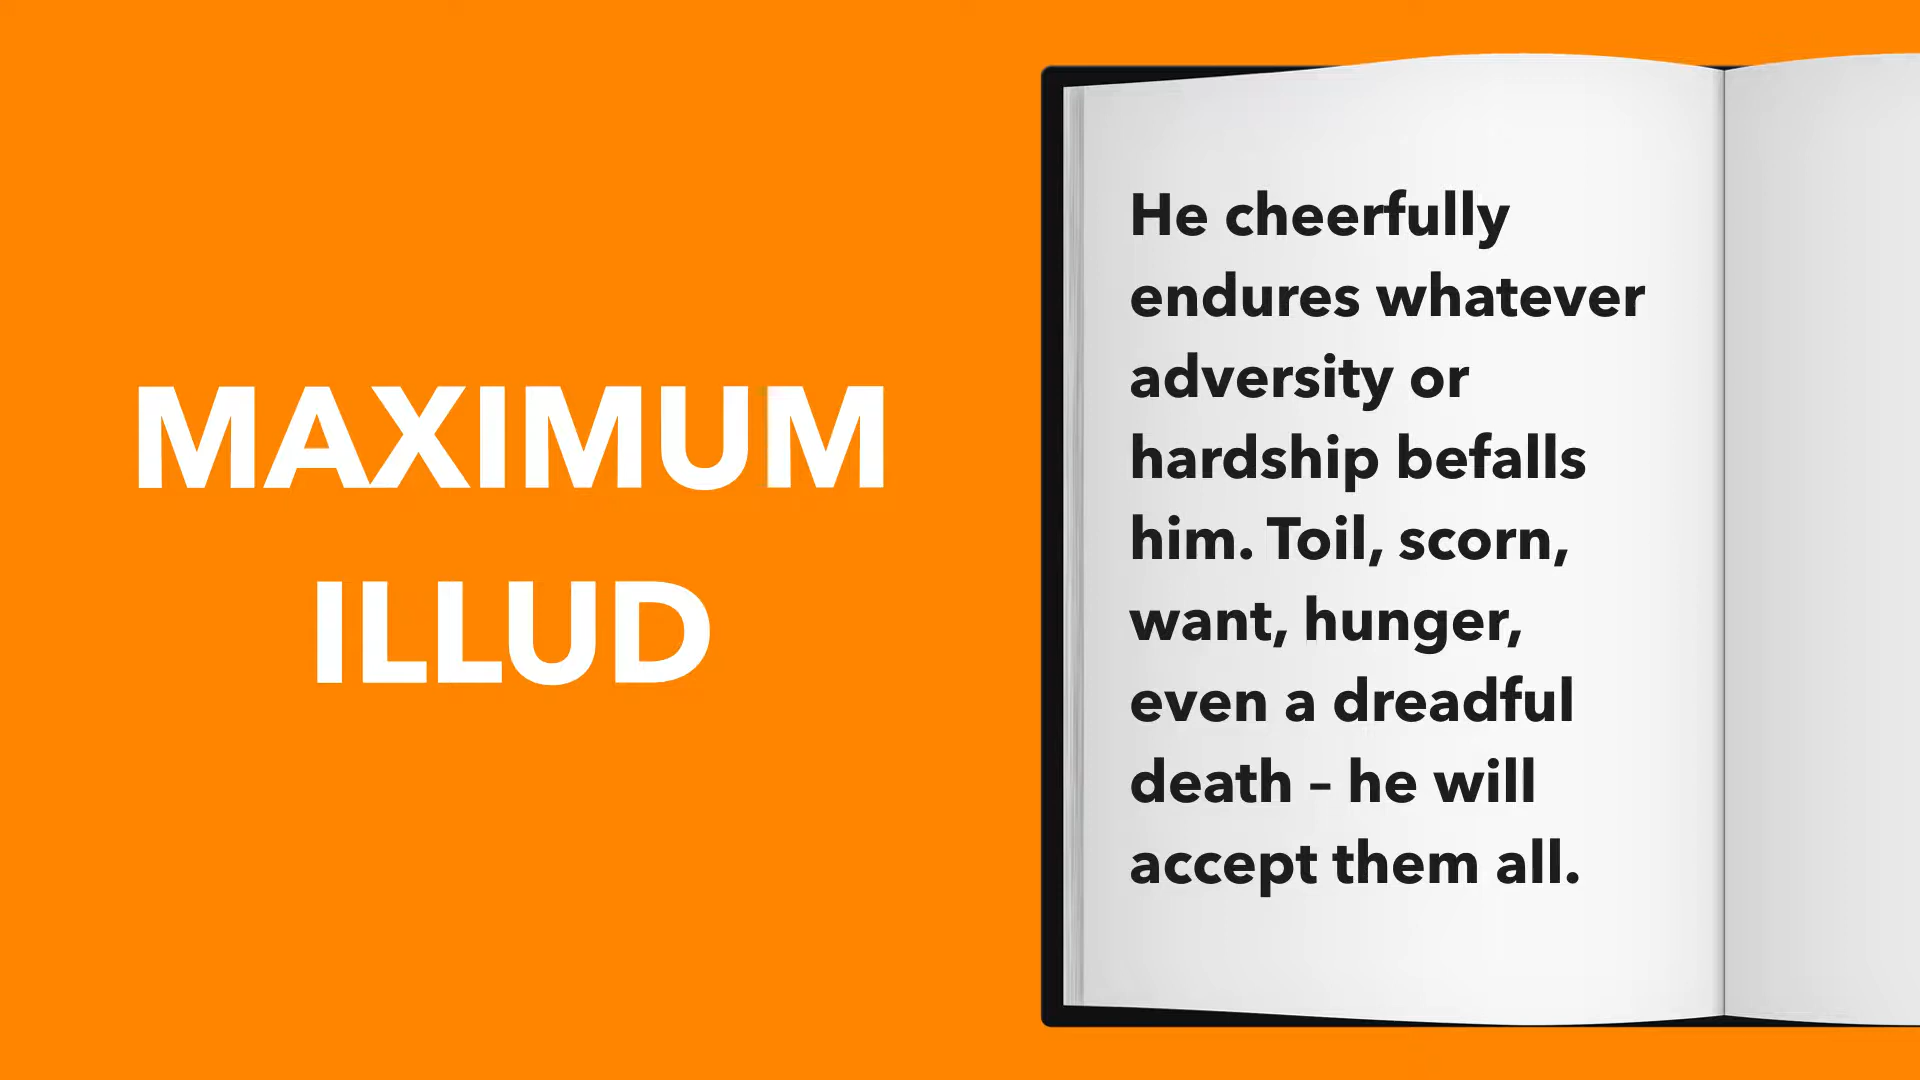 MAXIMUM
ILLUD
He cheerfully
endures whatever
adversity or
hardship befalls
him. Toil, scorn,
want, hunger,
even a dreadful
death – he will
accept them all.